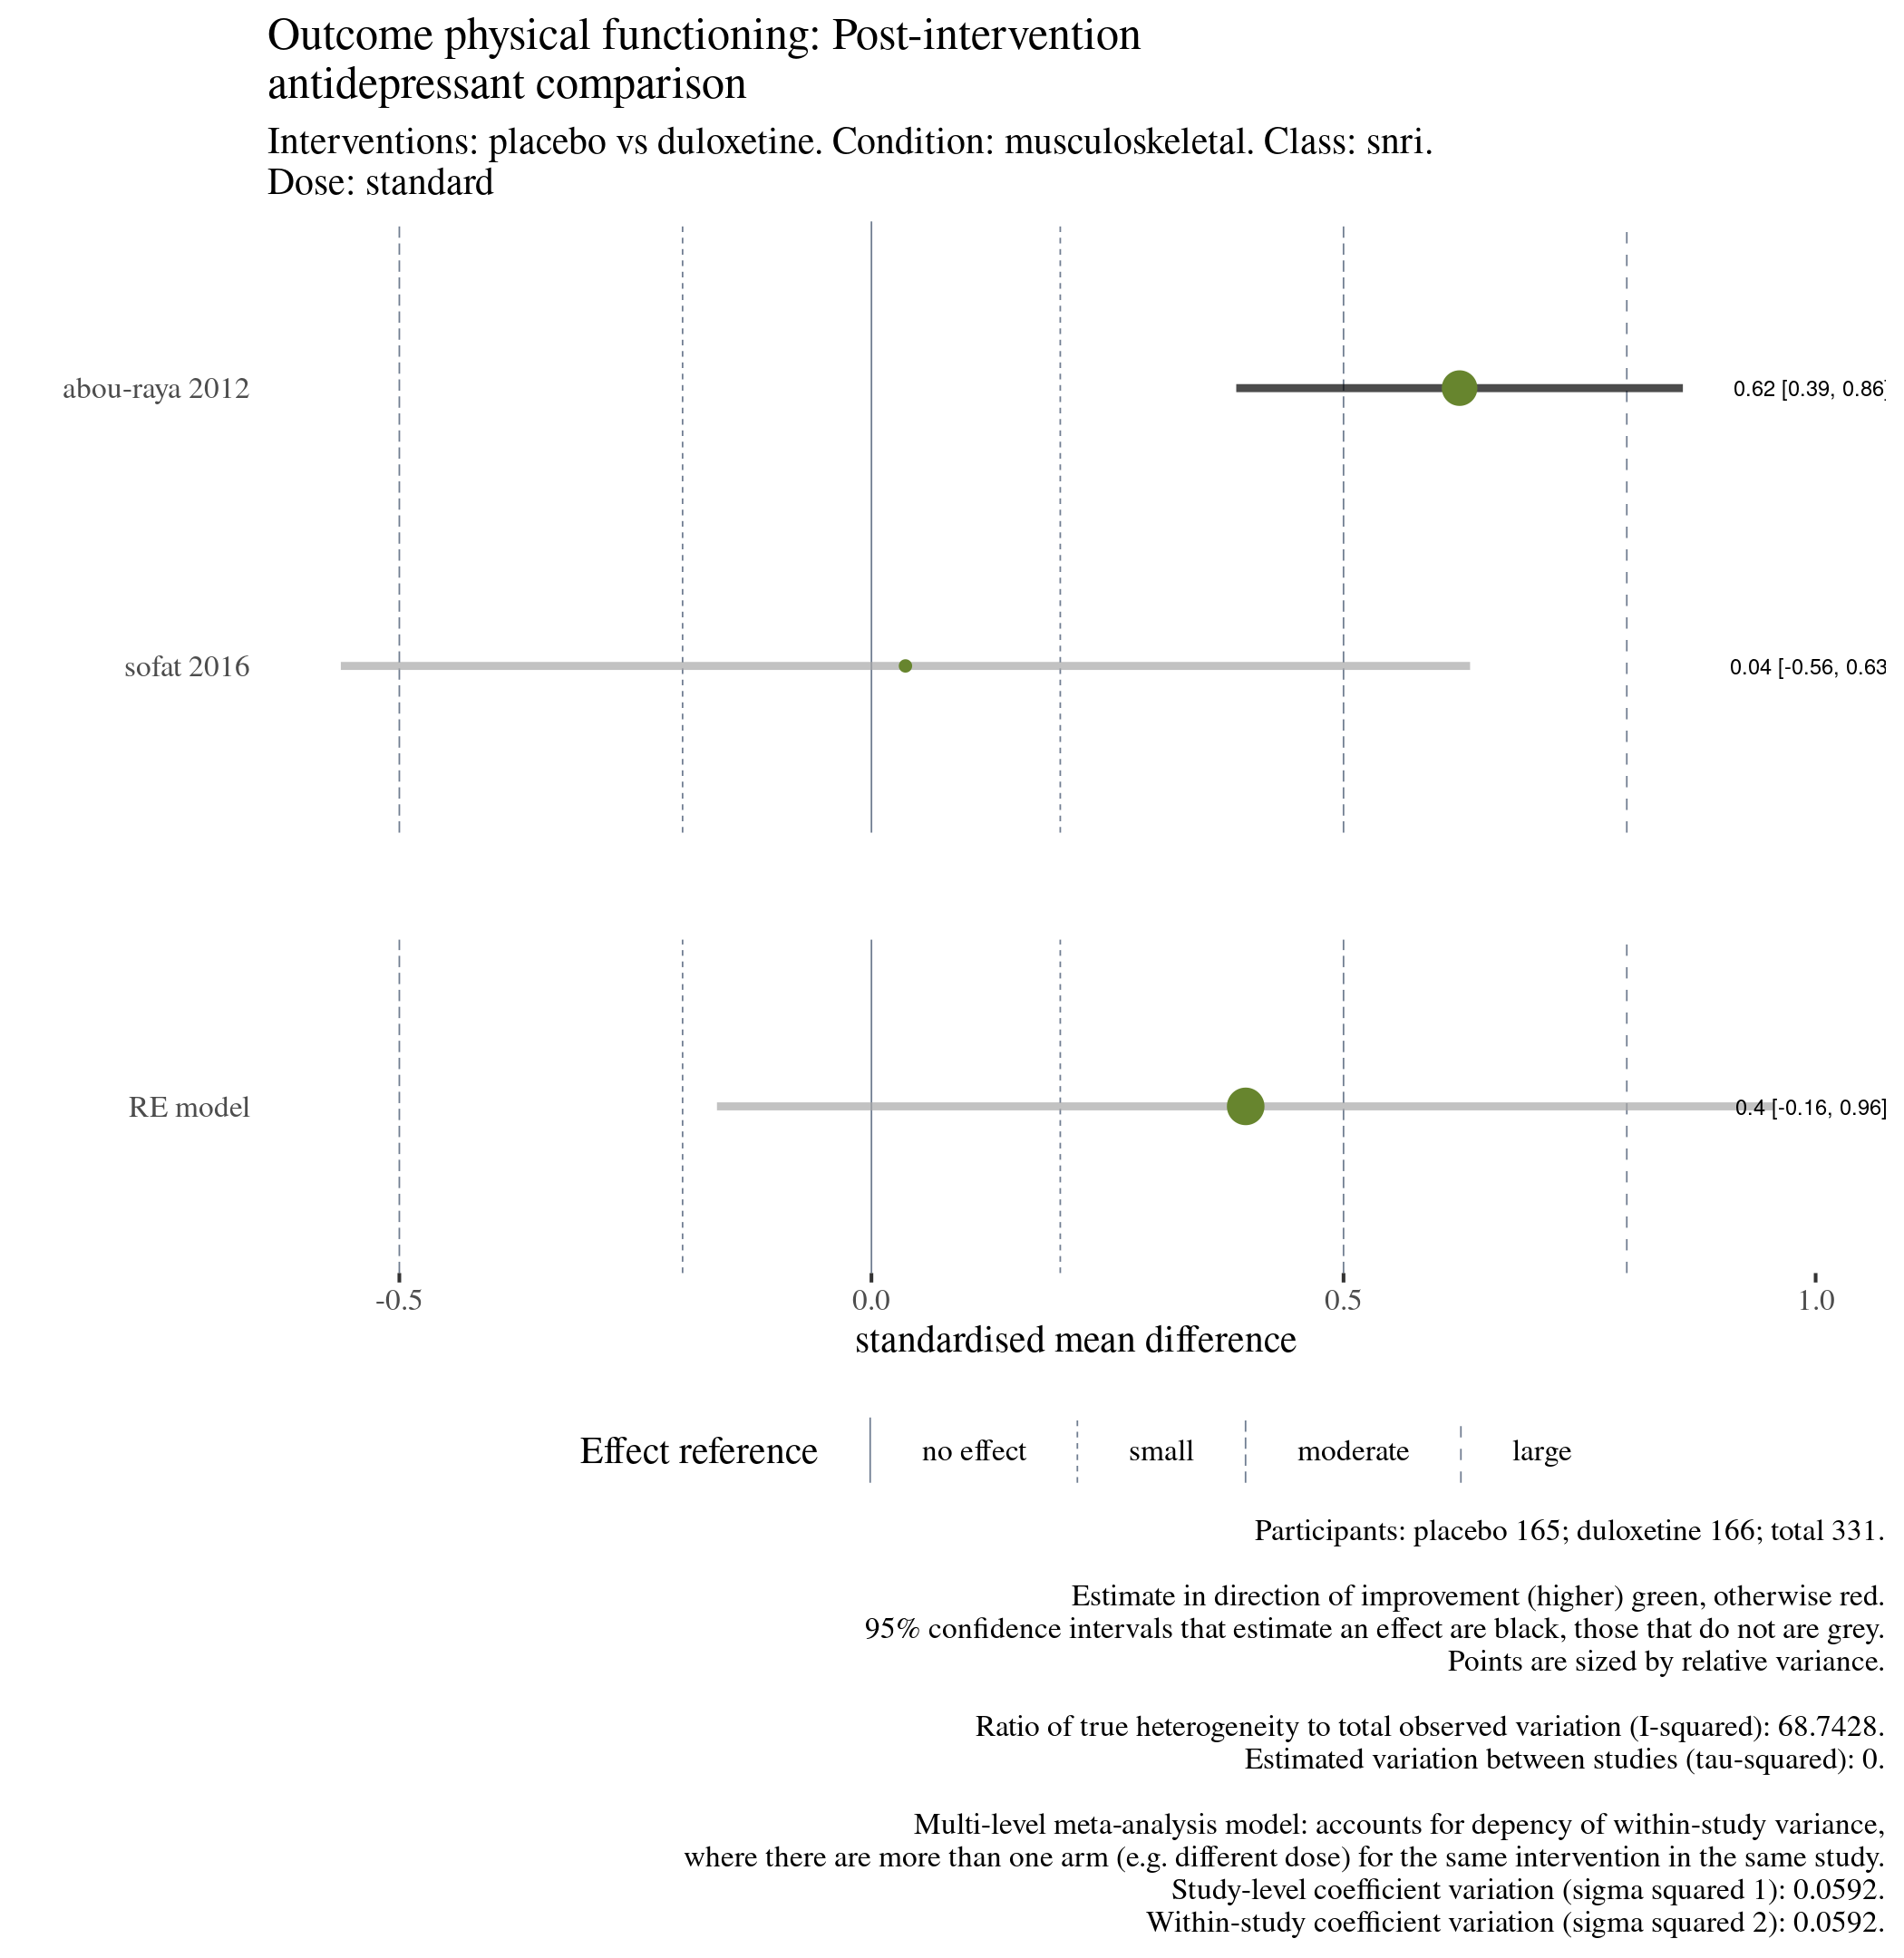 Outcome physical functioning: Post-intervention
antidepressant comparison
Interventions: placebo vs duloxetine. Condition: musculoskeletal. Class: snri.
Dose: standard
abou-raya 2012
0.62 [0.39, 0.86]
sofat 2016
0.04 [-0.56, 0.63
RE model
0.4 [-0.16, 0.96]
-0.5 0.0 0.5 1.0
standardised mean difference
Effect reference no effect small moderate large
Participants: placebo 165; duloxetine 166; total 331.
Estimate in direction of improvement (higher) green, otherwise red.
95% confidence intervals that estimate an effect are black, those that do not are grey.
Points are sized by relative variance.
Ratio of true heterogeneity to total observed variation (I-squared): 68.7428.
Estimated variation between studies (tau-squared): 0.
Multi-level meta-analysis model: accounts for depency of within-study variance,
where there are more than one arm (e.g. different dose) for the same intervention in the same study.
Study-level coefficient variation (sigma squared 1): 0.0592.
Within-study coefficient variation (sigma squared 2): 0.0592.